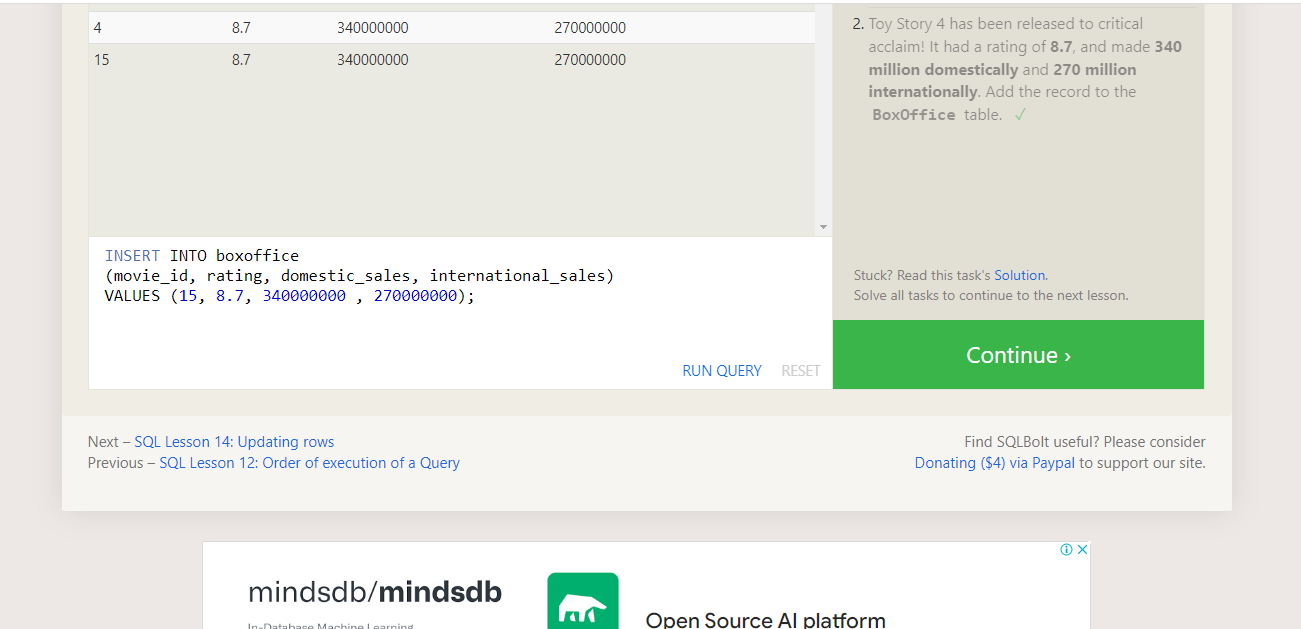 4 8.7 340000000 270000000
15 8.7 340000000 270000000
2. Toy Story 4 has been released to critical
acclaim! It had a rating of 8.7, and made 340
million domestically and 270 million
internationally. Add the record to the
BoxOffice table. ✓
INSERT INTO boxoffice
(movie_id, rating, domestic_sales, international_sales)
VALUES (15, 8.7, 340000000 , 270000000);
RUN QUERY RESET
Stuck? Read this task's Solution.
Solve all tasks to continue to the next lesson.
Continue ›
Next – SQL Lesson 14: Updating rows
Previous – SQL Lesson 12: Order of execution of a Query
Find SQLBolt useful? Please consider
Donating ($4) via Paypal to support our site.
mindsdb/mindsdb
In-Database Machine Learning
Open Source AI platform